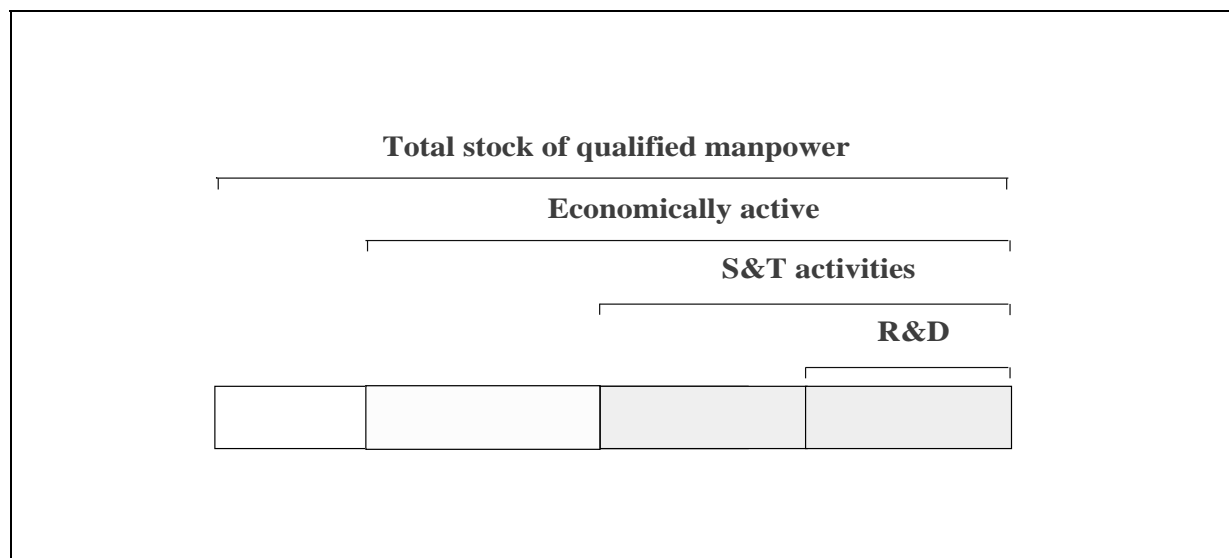 Total stock of qualified manpower
Economically active
S&T activities
R&D